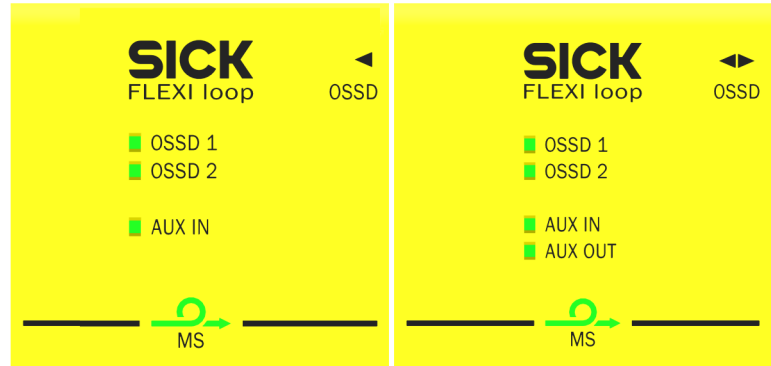 SICK
FLEXI loop
◄
OSSD
OSSD 1
OSSD 2
AUX IN
MS
SICK
FLEXI loop
◄►
OSSD
OSSD 1
OSSD 2
AUX IN
AUX OUT
MS